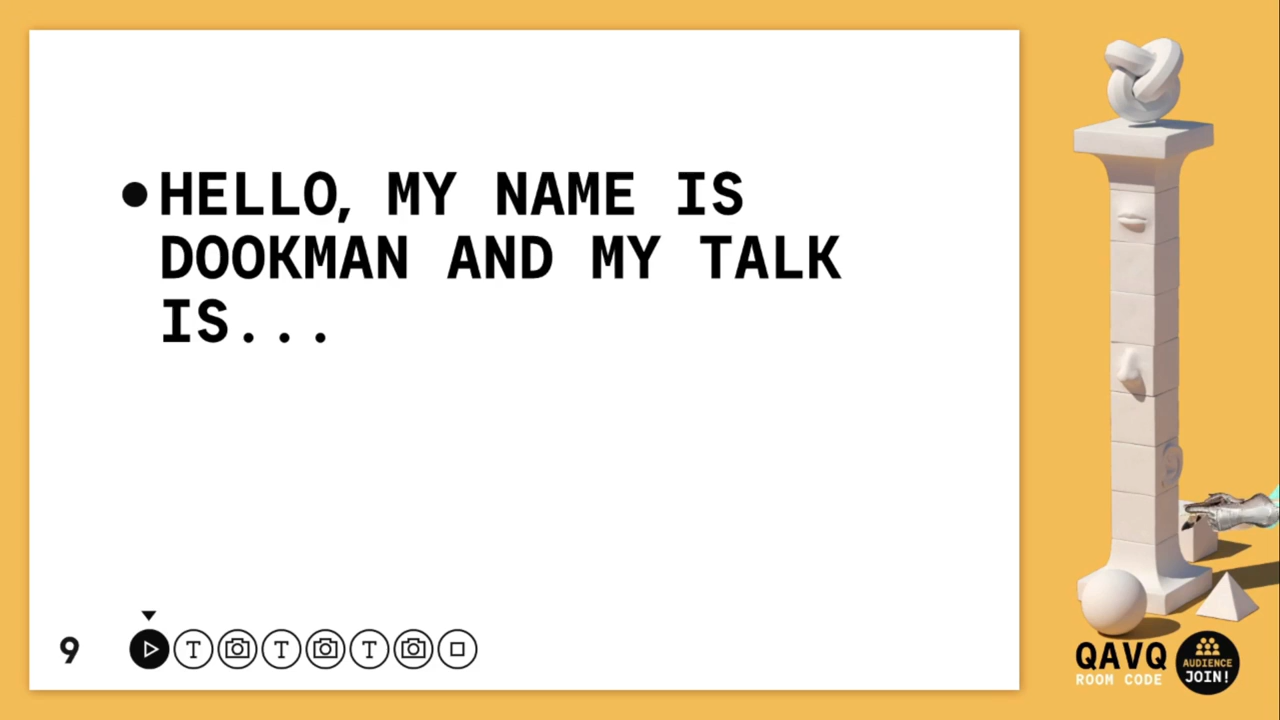 HELLO, MY NAME IS
DOOKMAN AND MY TALK
IS...
9
T
T
T
QAVQ
ROOM CODE
AUDIENCE
JOIN!